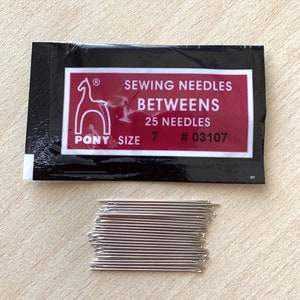 SEWING NEEDLES
BETWEENS
25 NEEDLES
PONY SIZE 7 # 03107
®